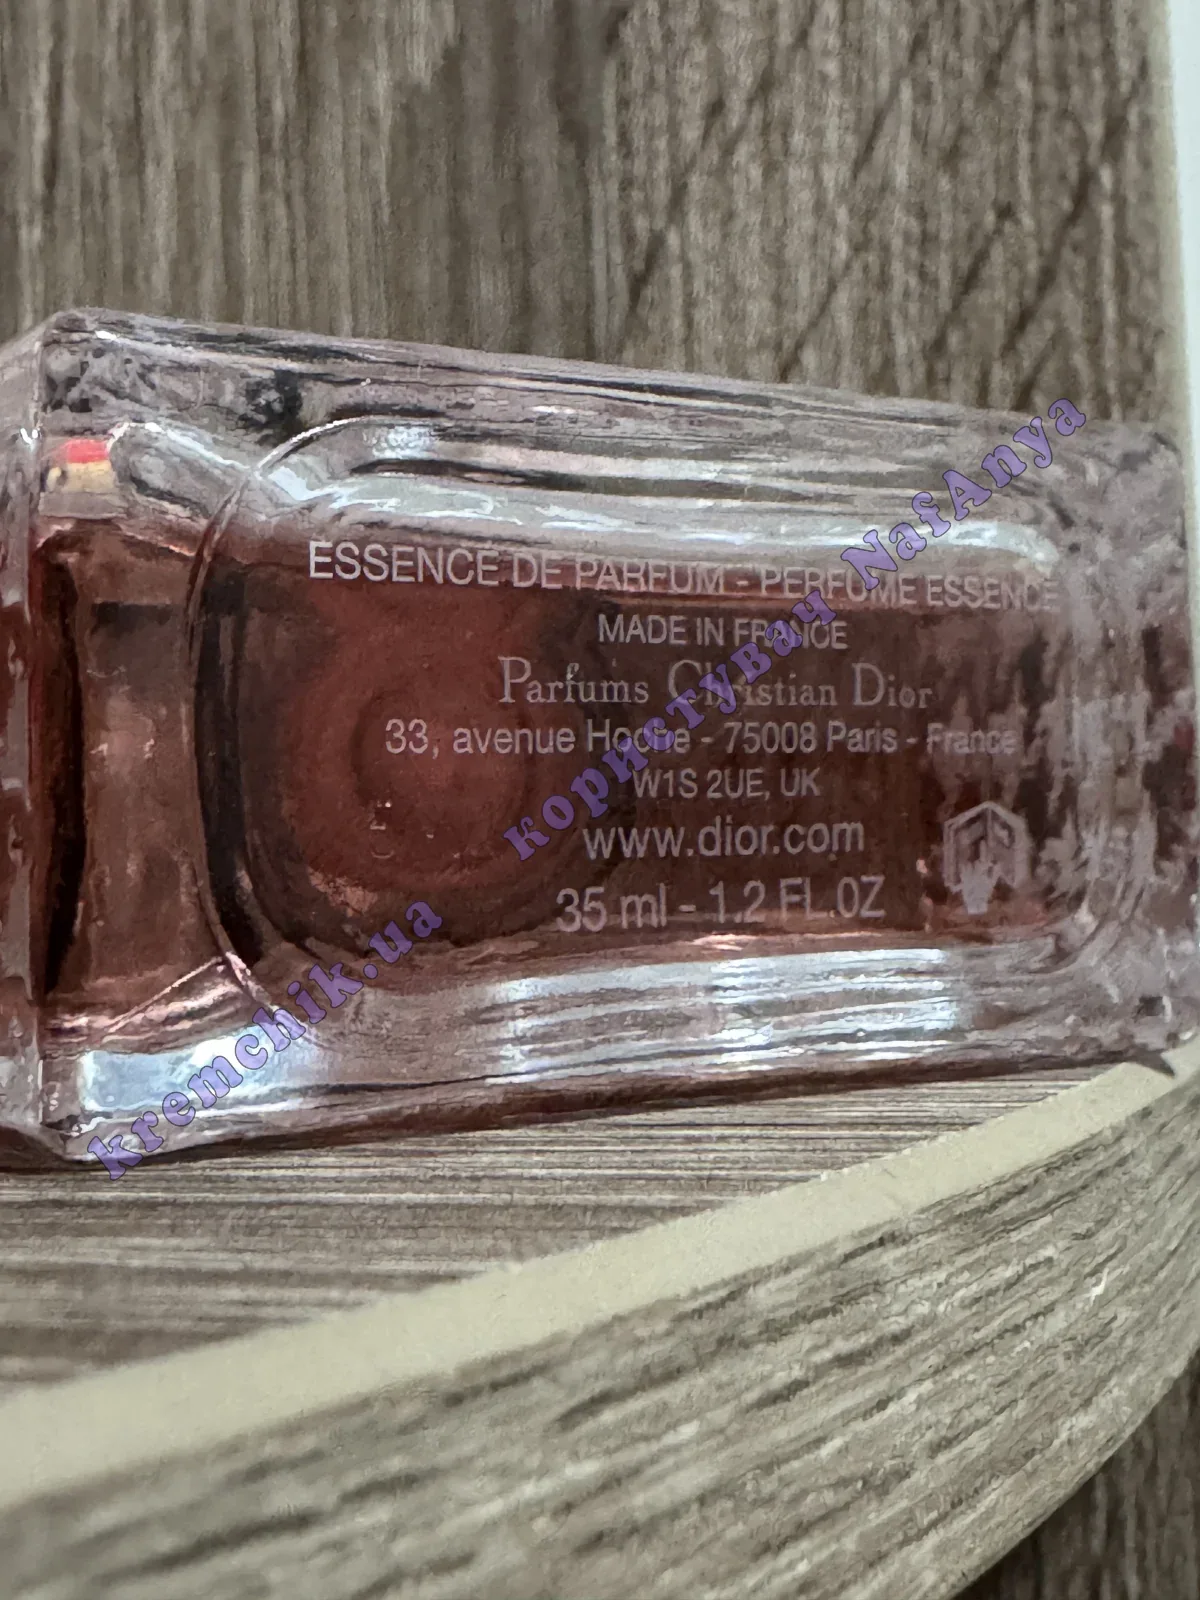 ESSENCE DE PARFUM - PERFUME ESSENCE
MADE IN FRANCE
Parfums Christian Dior
33, avenue Hoche - 75008 Paris - France
W1S 2UE, UK
www.dior.com
35 ml - 1.2 FL.OZ
kremchik.ua користувач NafAnya